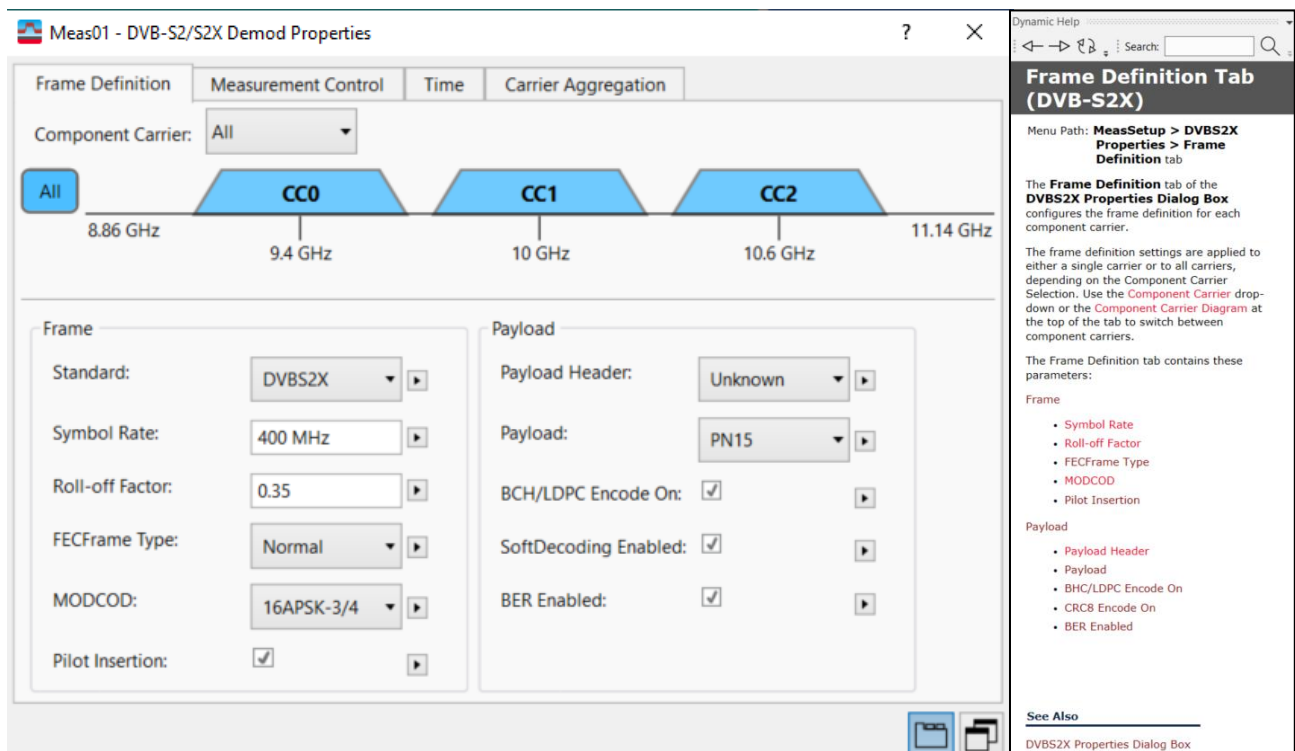 Meas01 - DVB-S2/S2X Demod Properties
?
Frame Definition
Measurement Control
Time
Carrier Aggregation
Component Carrier:
All
All
CC0
CC1
CC2
8.86 GHz
11.14 GHz
9.4 GHz
10 GHz
10.6 GHz
Frame
Standard:
DVBS2X
Symbol Rate:
400 MHz
Roll-off Factor:
0.35
FECFrame Type:
Normal
MODCOD:
16APSK-3/4
Pilot Insertion:
Payload
Payload Header:
Unknown
Payload:
PN15
BCH/LDPC Encode On:
SoftDecoding Enabled:
BER Enabled:
Dynamic Help
Search:
Frame Definition Tab
(DVB-S2X)
Menu Path: MeasSetup > DVBS2X
Properties > Frame
Definition tab
The Frame Definition tab of the
DVBS2X Properties Dialog Box
configures the frame definition for each
component carrier.
The frame definition settings are applied to
either a single carrier or to all carriers,
depending on the Component Carrier
Selection. Use the Component Carrier drop-
down or the Component Carrier Diagram at
the top of the tab to switch between
component carriers.
The Frame Definition tab contains these
parameters:
Frame
• Symbol Rate
• Roll-off Factor
• FECFrame Type
• MODCOD
• Pilot Insertion
Payload
• Payload Header
• Payload
• BHC/LDPC Encode On
• CRC8 Encode On
• BER Enabled
See Also
DVBS2X Properties Dialog Box